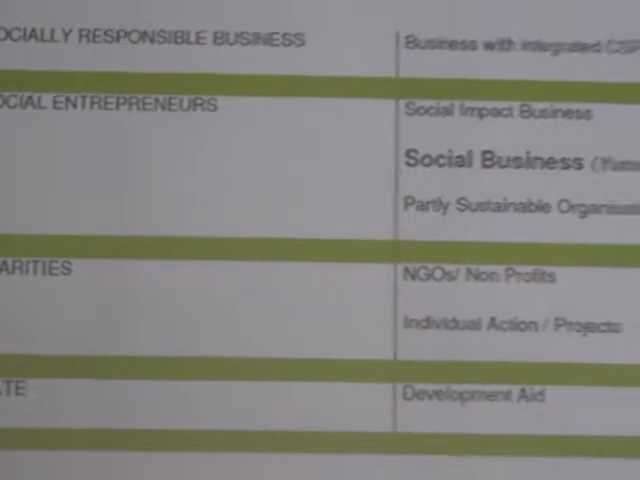 OCIALLY RESPONSIBLE BUSINESS
Business with integrated
OCIAL ENTREPRENEURS
Social Impact Business
Social Business
Partly Sustainable
ARITIES
NGOs/ Non Profits
Individual Action / Projects
TE
Development Aid